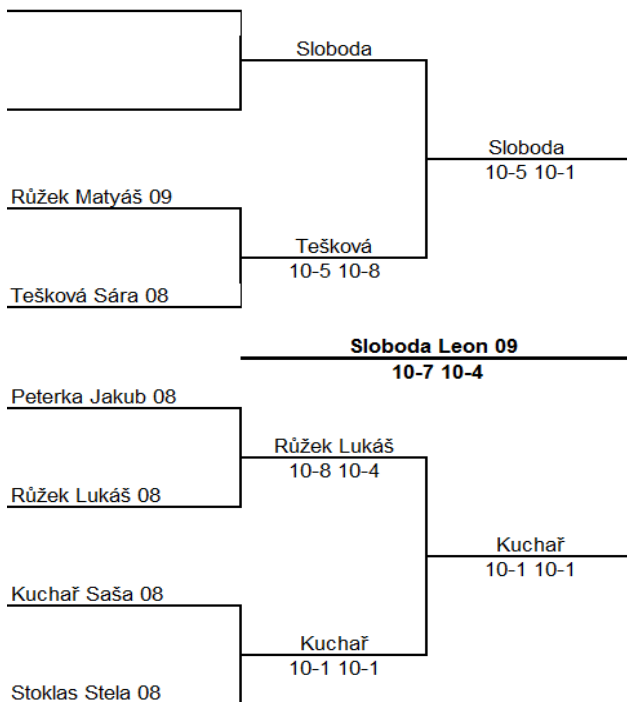 Sloboda
Sloboda
10-5 10-1
Růžek Matyáš 09
Tešková
10-5 10-8
Tešková Sára 08
Sloboda Leon 09
10-7 10-4
Peterka Jakub 08
Růžek Lukáš
10-8 10-4
Růžek Lukáš 08
Kuchař
10-1 10-1
Kuchař Saša 08
Kuchař
10-1 10-1
Stoklas Stela 08